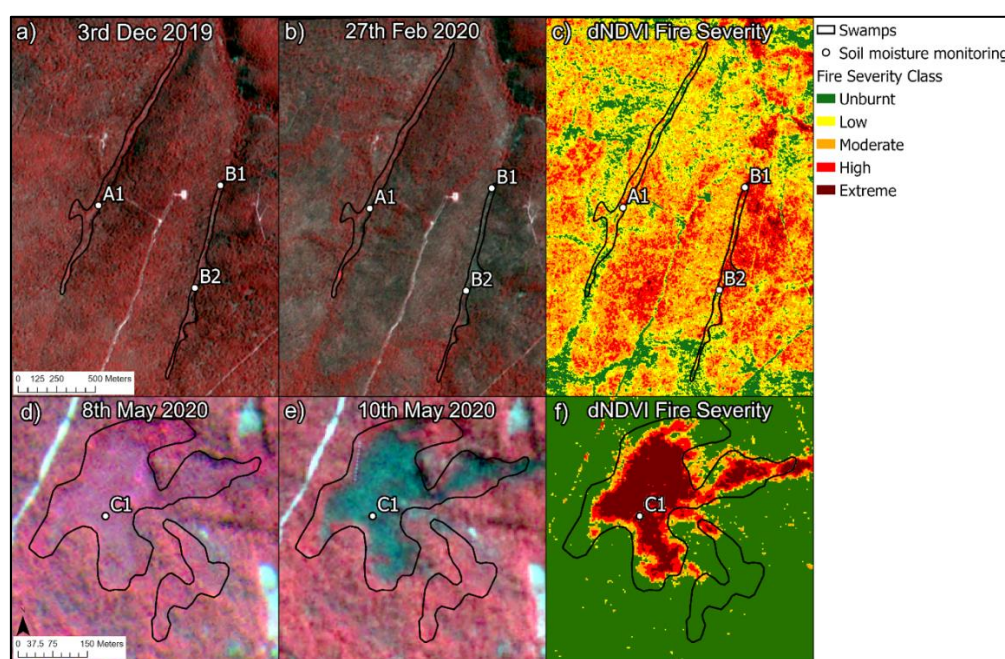 a) 3rd Dec 2019
A1
B1
B2
0 125 250 500 Meters
b) 27th Feb 2020
A1
B1
B2
c) dNDVI Fire Severity
A1
B1
B2
Swamps
Soil moisture monitoring
Fire Severity Class
Unburnt
Low
Moderate
High
Extreme
d) 8th May 2020
C1
0 37.5 75 150 Meters
e) 10th May 2020
C1
f) dNDVI Fire Severity
C1